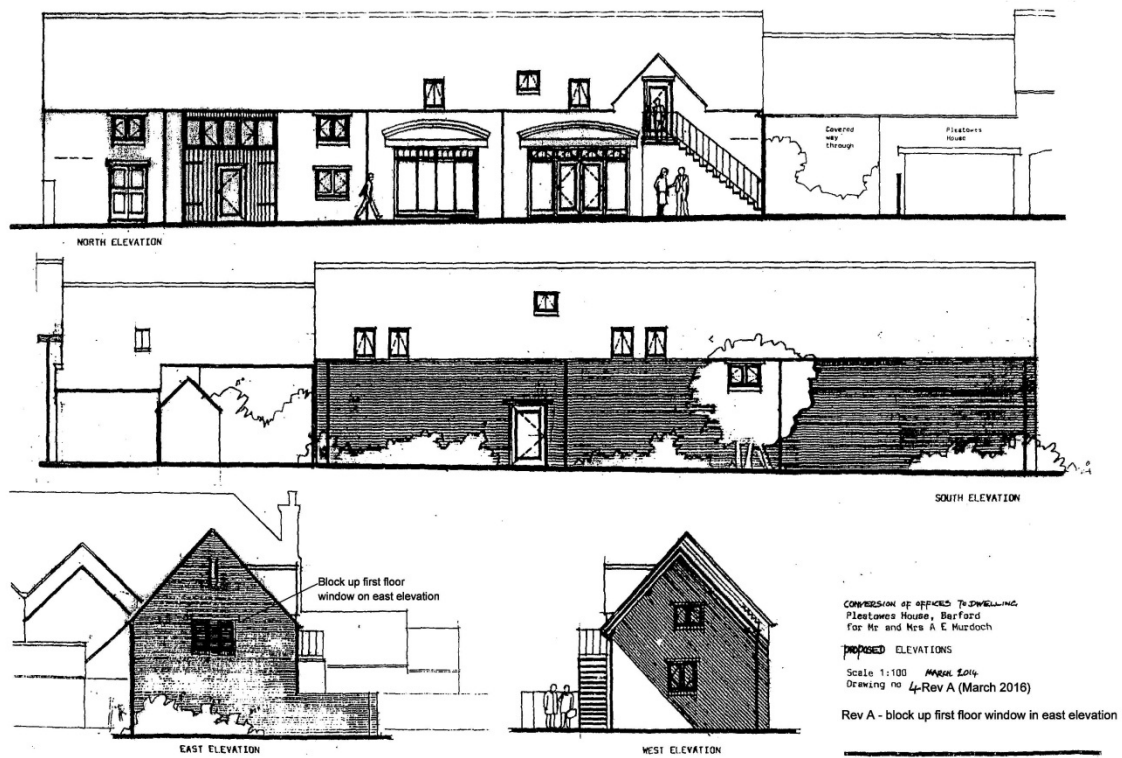 Covered
way
through
Pleatowes
House
NORTH ELEVATION
SOUTH ELEVATION
Block up first floor
window on east elevation
EAST ELEVATION
WEST ELEVATION
CONVERSION OF OFFICES TO DWELLING
Pleatowes House, Barford
for Mr and Mrs A E Murdoch
PROPOSED ELEVATIONS
Scale 1:100 MARCH 2014
Drawing no 4-Rev A (March 2016)
Rev A - block up first floor window in east elevation